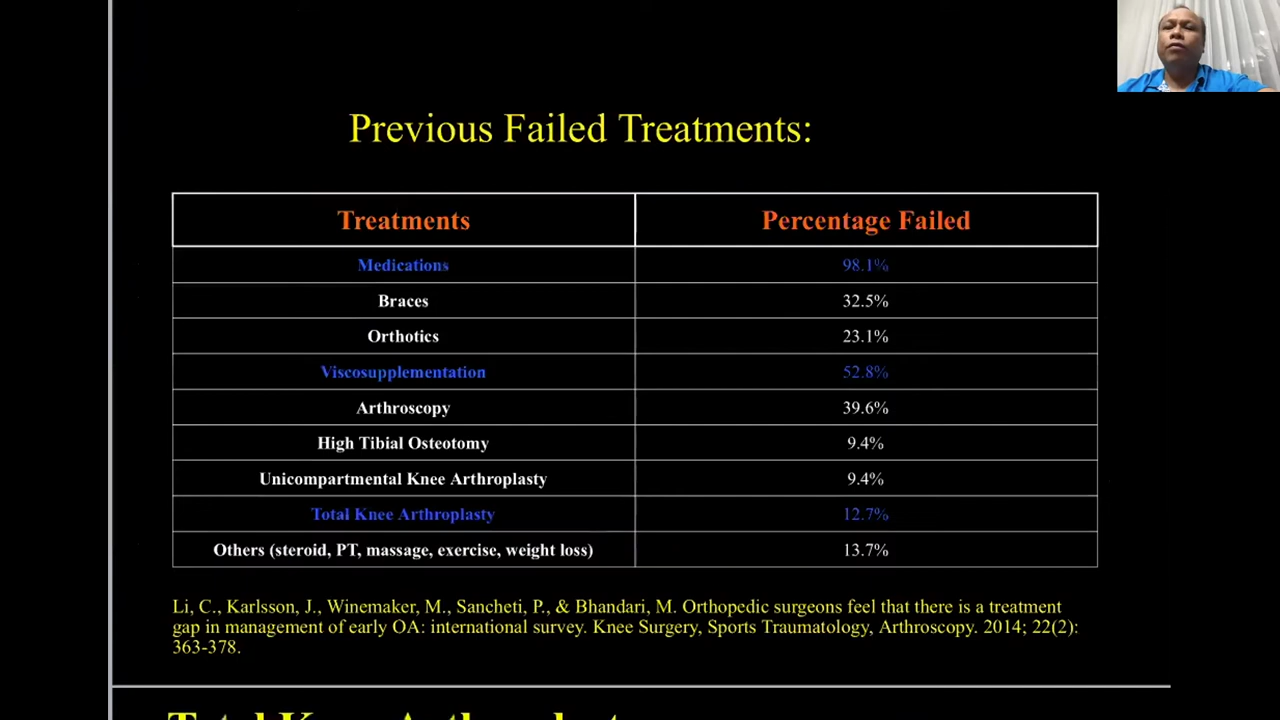 Previous Failed Treatments:
Treatments Percentage Failed
Medications 98.1%
Braces 32.5%
Orthotics 23.1%
Viscosupplementation 52.8%
Arthroscopy 39.6%
High Tibial Osteotomy 9.4%
Unicompartmental Knee Arthroplasty 9.4%
Total Knee Arthroplasty 12.7%
Others (steroid, PT, massage, exercise, weight loss) 13.7%
Li, C., Karlsson, J., Winemaker, M., Sancheti, P., & Bhandari, M. Orthopedic surgeons feel that there is a treatment
gap in management of early OA: international survey. Knee Surgery, Sports Traumatology, Arthroscopy. 2014; 22(2):
363-378.
Total Knee